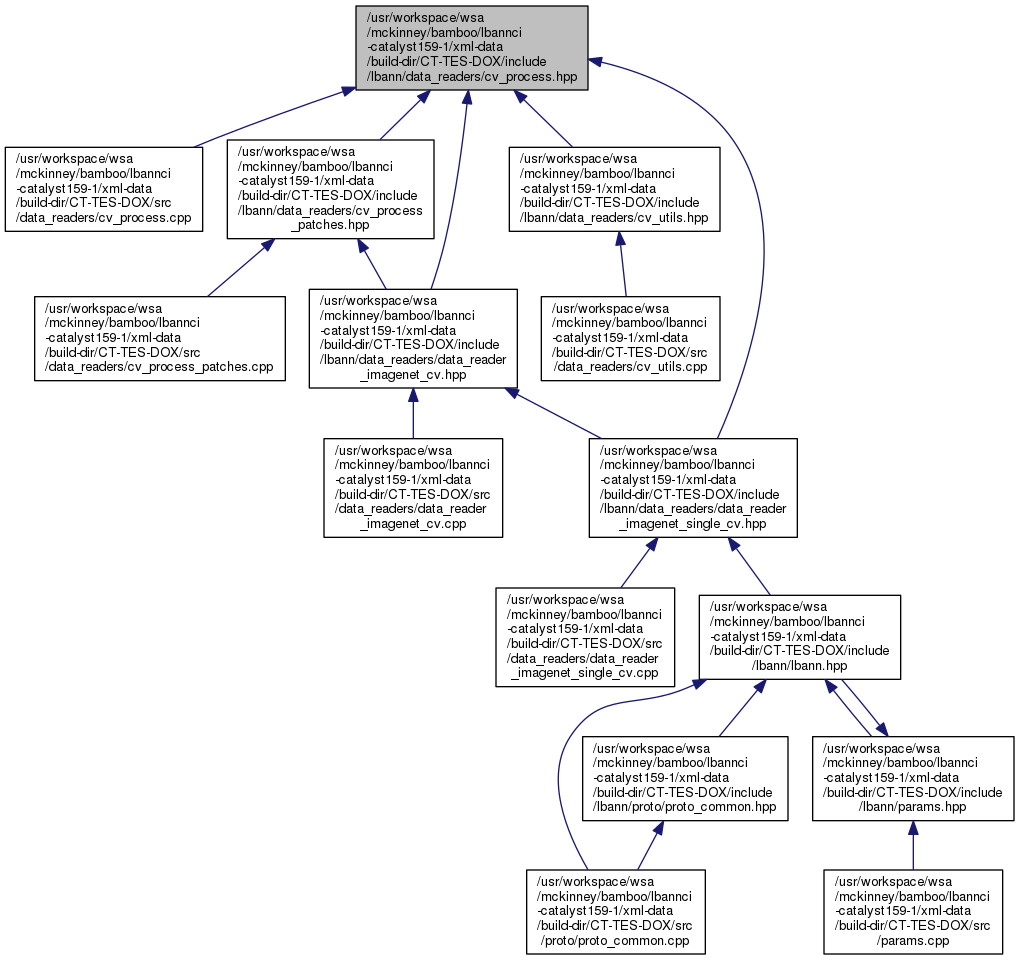 /usr/workspace/wsa
/mckinney/bamboo/lbannci
-catalyst159-1/xml-data
/build-dir/CT-TES-DOX/include
/lbann/data_readers/cv_process.hpp
/usr/workspace/wsa
/mckinney/bamboo/lbannci
-catalyst159-1/xml-data
/build-dir/CT-TES-DOX/src
/data_readers/cv_process.cpp
/usr/workspace/wsa
/mckinney/bamboo/lbannci
-catalyst159-1/xml-data
/build-dir/CT-TES-DOX/include
/lbann/data_readers/cv_process
_patches.hpp
/usr/workspace/wsa
/mckinney/bamboo/lbannci
-catalyst159-1/xml-data
/build-dir/CT-TES-DOX/include
/lbann/data_readers/cv_utils.hpp
/usr/workspace/wsa
/mckinney/bamboo/lbannci
-catalyst159-1/xml-data
/build-dir/CT-TES-DOX/src
/data_readers/cv_process_patches.cpp
/usr/workspace/wsa
/mckinney/bamboo/lbannci
-catalyst159-1/xml-data
/build-dir/CT-TES-DOX/include
/lbann/data_readers/data_reader
_imagenet_cv.hpp
/usr/workspace/wsa
/mckinney/bamboo/lbannci
-catalyst159-1/xml-data
/build-dir/CT-TES-DOX/src
/data_readers/cv_utils.cpp
/usr/workspace/wsa
/mckinney/bamboo/lbannci
-catalyst159-1/xml-data
/build-dir/CT-TES-DOX/src
/data_readers/data_reader
_imagenet_cv.cpp
/usr/workspace/wsa
/mckinney/bamboo/lbannci
-catalyst159-1/xml-data
/build-dir/CT-TES-DOX/include
/lbann/data_readers/data_reader
_imagenet_single_cv.hpp
/usr/workspace/wsa
/mckinney/bamboo/lbannci
-catalyst159-1/xml-data
/build-dir/CT-TES-DOX/src
/data_readers/data_reader
_imagenet_single_cv.cpp
/usr/workspace/wsa
/mckinney/bamboo/lbannci
-catalyst159-1/xml-data
/build-dir/CT-TES-DOX/include
/lbann/lbann.hpp
/usr/workspace/wsa
/mckinney/bamboo/lbannci
-catalyst159-1/xml-data
/build-dir/CT-TES-DOX/include
/lbann/proto/proto_common.hpp
/usr/workspace/wsa
/mckinney/bamboo/lbannci
-catalyst159-1/xml-data
/build-dir/CT-TES-DOX/include
/lbann/params.hpp
/usr/workspace/wsa
/mckinney/bamboo/lbannci
-catalyst159-1/xml-data
/build-dir/CT-TES-DOX/src
/proto/proto_common.cpp
/usr/workspace/wsa
/mckinney/bamboo/lbannci
-catalyst159-1/xml-data
/build-dir/CT-TES-DOX/src
/params.cpp